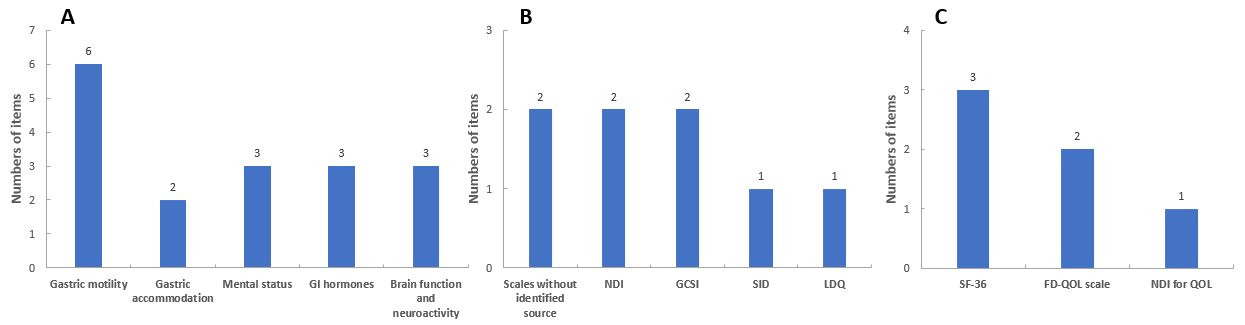 A
Numbers of items
7
6
5
4
3
2
1
0
6
2
3
3
3
Gastric motility
Gastric
accommodation
Mental status
GI hormones
Brain function
and
neuroactivity
B
Numbers of items
3
2
1
0
2
2
2
1
1
Scales without
identified
source
NDI
GCSI
SID
LDQ
C
Numbers of items
4
3
2
1
0
3
2
1
SF-36
FD-QOL scale
NDI for QOL